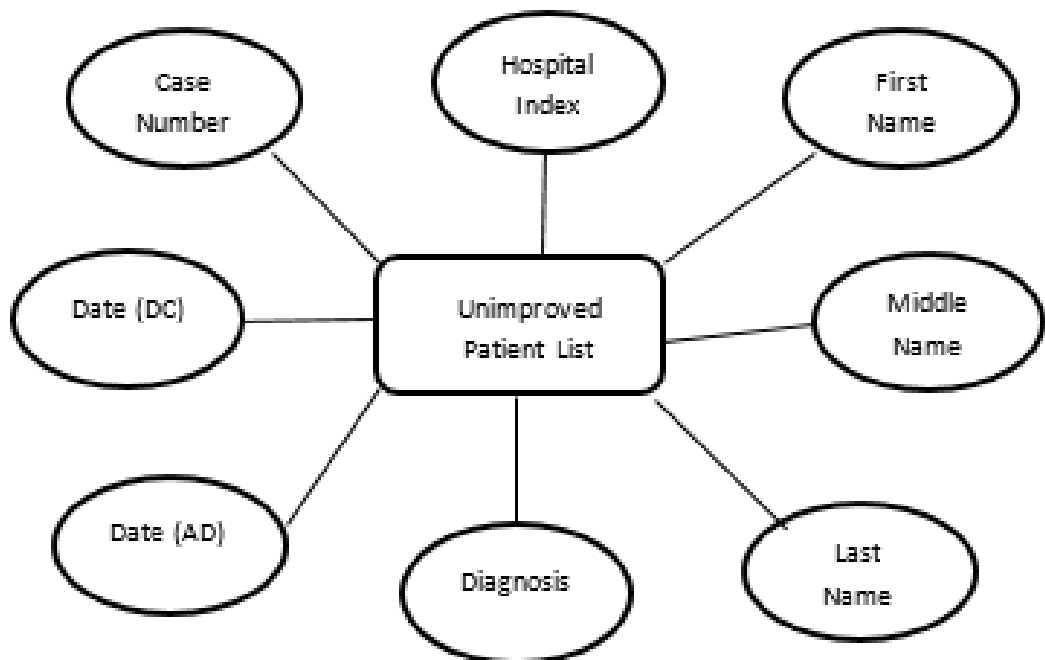 Case
Number
Hospital
Index
First
Name
Date (DC)
Unimproved
Patient List
Middle
Name
Date (AD)
Diagnosis
Last
Name